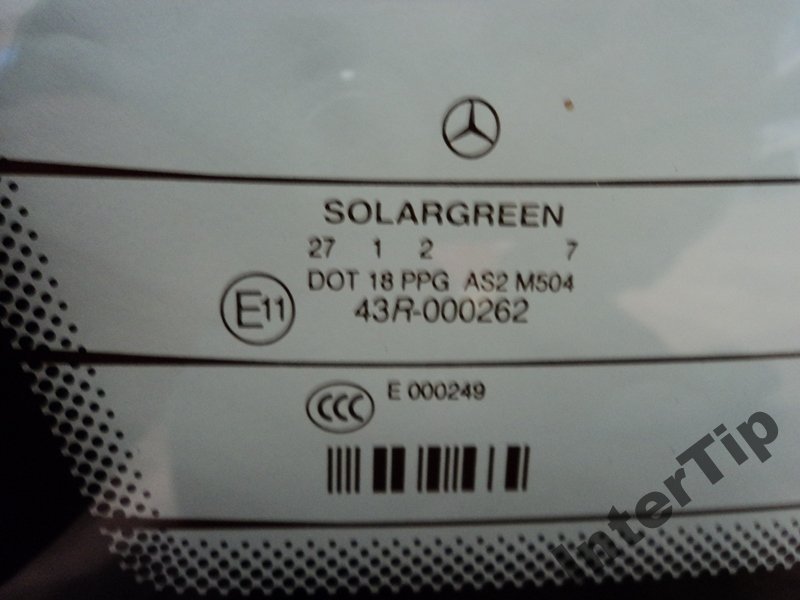 SOLARGREEN
27 1 2 7
DOT 18 PPG AS2 M504
E11 43R-000262
CCC E 000249
InterTip